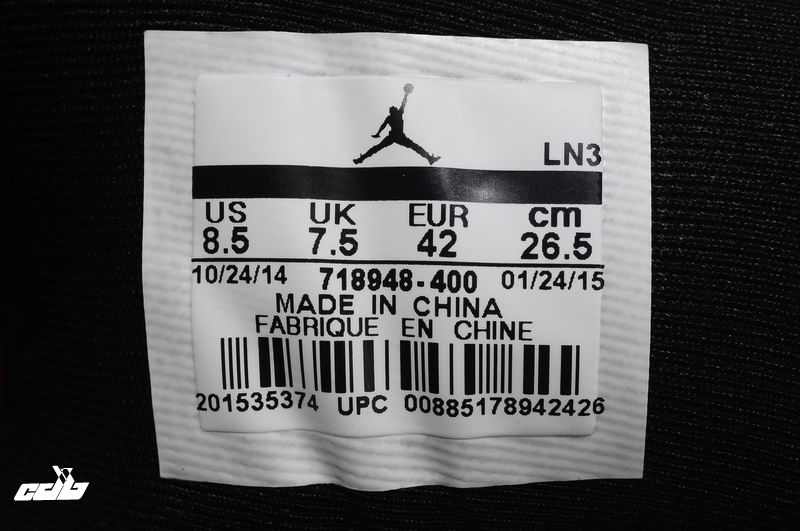 LN3
US UK EUR cm
8.5 7.5 42 26.5
10/24/14 718948-400 01/24/15
MADE IN CHINA
FABRIQUE EN CHINE
201535374 UPC 00885178942426
cdb